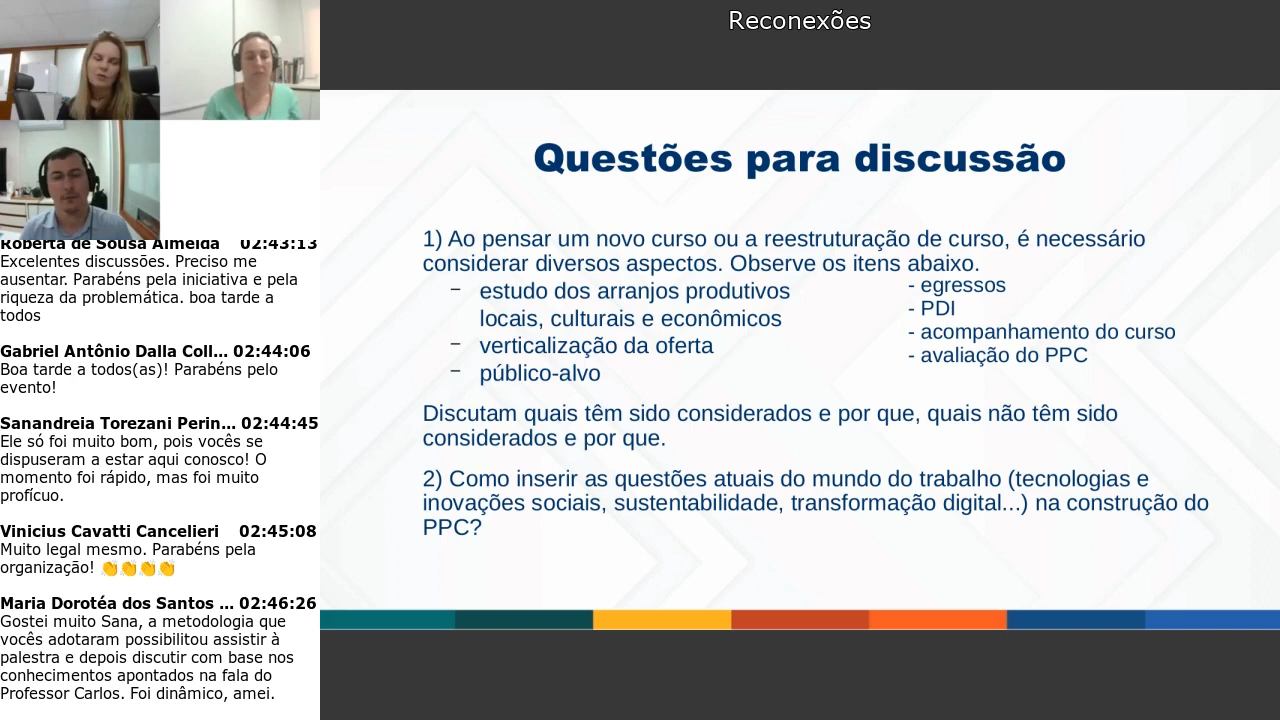 Reconexões
Roberta de Sousa Almeida 02:43:13
Excelentes discussões. Preciso me
ausentar. Parabéns pela iniciativa e pela
riqueza da problemática. boa tarde a
todos
Gabriel Antônio Dalla Coll... 02:44:06
Boa tarde a todos(as)! Parabéns pelo
evento!
Sanandreia Torezani Perin... 02:44:45
Ele só foi muito bom, pois vocês se
dispuseram a estar aqui conosco! O
momento foi rápido, mas foi muito
profícuo.
Vinicius Cavatti Cancelieri 02:45:08
Muito legal mesmo. Parabéns pela
organização! 👏👏👏👏
Maria Dorotéa dos Santos ... 02:46:26
Gostei muito Sana, a metodologia que
vocês adotaram possibilitou assistir à
palestra e depois discutir com base nos
conhecimentos apontados na fala do
Professor Carlos. Foi dinâmico, amei.
Questões para discussão
1) Ao pensar um novo curso ou a reestruturação de curso, é necessário
considerar diversos aspectos. Observe os itens abaixo.
– estudo dos arranjos produtivos
locais, culturais e econômicos
– verticalização da oferta
– público-alvo
- egressos
- PDI
- acompanhamento do curso
- avaliação do PPC
Discutam quais têm sido considerados e por que, quais não têm sido
considerados e por que.
2) Como inserir as questões atuais do mundo do trabalho (tecnologias e
inovações sociais, sustentabilidade, transformação digital...) na construção do
PPC?